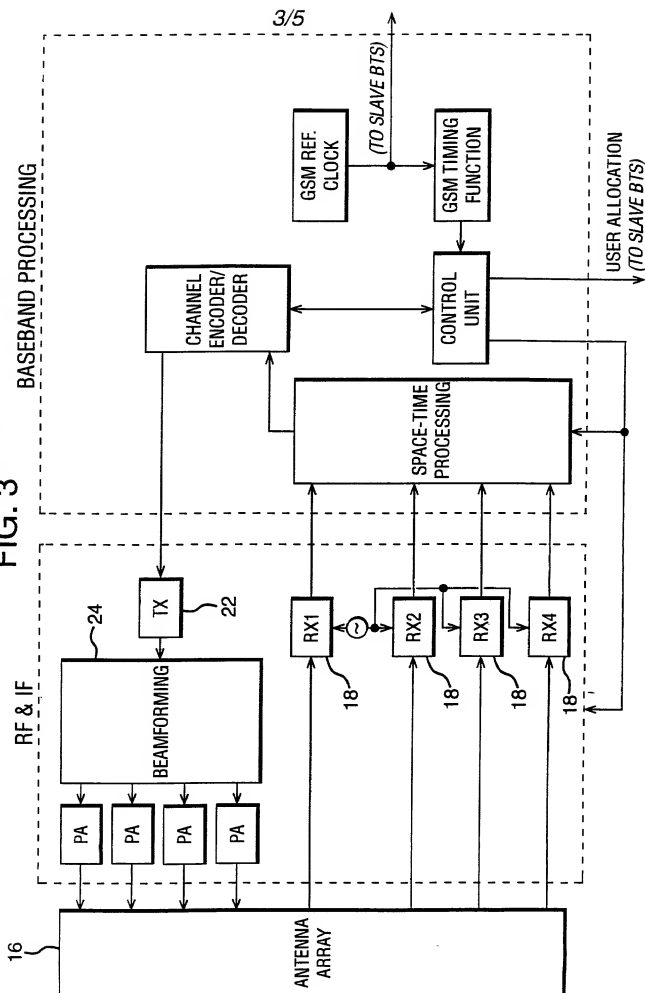 3/5
FIG. 3
RF & IF
BASEBAND PROCESSING
16
ANTENNA
ARRAY
PA
PA
PA
PA
24
BEAMFORMING
TX
22
RX1
RX2
RX3
RX4
18
18
18
18
~
SPACE-TIME
PROCESSING
CHANNEL
ENCODER/
DECODER
CONTROL
UNIT
GSM REF.
CLOCK
GSM TIMING
FUNCTION
(TO SLAVE BTS)
USER ALLOCATION
(TO SLAVE BTS)